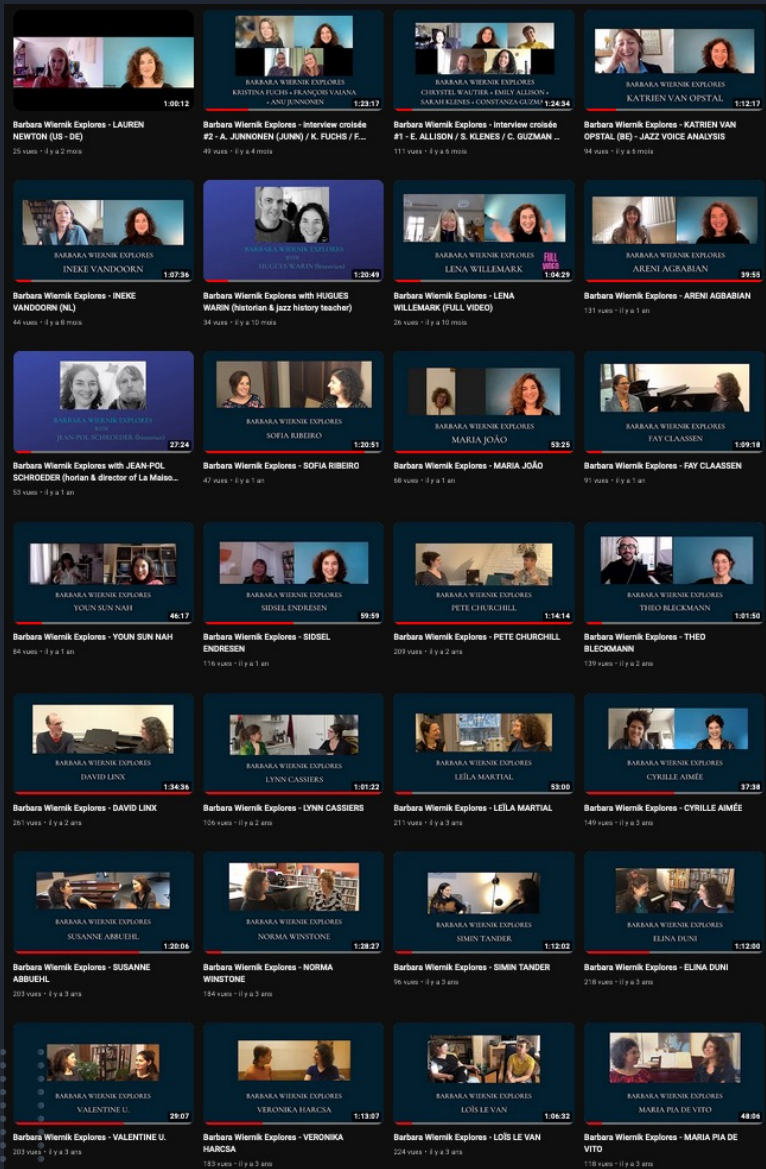 1:00:12
Barbara Wiernik Explores - LAUREN
NEWTON (US - DE)
25 vues • il y a 2 mois
BARBARA WIERNIK EXPLORES
KRISTINA FUCHS + FRANÇOIS VAIANA
+ ANU JUNNONEN
1:23:17
Barbara Wiernik Explores - interview croisée
#2 - A. JUNNONEN (JUNN) / K. FUCHS / F....
49 vues • il y a 4 mois
BARBARA WIERNIK EXPLORES
CHRYSTEL WAUTIER + EMILY ALLISON +
SARAH KLENES + CONSTANZA GUZMA
1:24:34
Barbara Wiernik Explores - Interview croisée
#1 - E. ALLISON / S. KLENES / C. GUZMAN ...
111 vues • il y a 6 mois
BARBARA WIERNIK EXPLORES
KATRIEN VAN OPSTAL
1:12:17
Barbara Wiernik Explores - KATRIEN VAN
OPSTAL (BE) - JAZZ VOICE ANALYSIS
94 vues • il y a 6 mois
BARBARA WIERNIK EXPLORES
INEKE VANDOORN
1:07:36
Barbara Wiernik Explores - INEKE
VANDOORN (NL)
44 vues • il y a 8 mois
BARBARA WIERNIK EXPLORES
WITH
HUGUES WARIN (historian)
1:20:49
Barbara Wiernik Explores with HUGUES
WARIN (historian & jazz history teacher)
34 vues • il y a 10 mois
BARBARA WIERNIK EXPLORES
LENA WILLEMARK
FULL
VIDEO
1:04:29
Barbara Wiernik Explores - LENA
WILLEMARK (FULL VIDEO)
26 vues • il y a 10 mois
BARBARA WIERNIK EXPLORES
ARENI AGBABIAN
39:55
Barbara Wiernik Explores - ARENI AGBABIAN
131 vues • il y a 1 an
BARBARA WIERNIK EXPLORES
WITH
JEAN-POL SCHROEDER (historian)
27:24
Barbara Wiernik Explores with JEAN-POL
SCHROEDER (horian & director of La Maiso...
53 vues • il y a 1 an
BARBARA WIERNIK EXPLORES
SOFIA RIBEIRO
1:20:51
Barbara Wiernik Explores - SOFIA RIBEIRO
47 vues • il y a 1 an
BARBARA WIERNIK EXPLORES
MARIA JOÃO
53:25
Barbara Wiernik Explores - MARIA JOÃO
68 vues • il y a 1 an
BARBARA WIERNIK EXPLORES
FAY CLAASSEN
1:09:18
Barbara Wiernik Explores - FAY CLAASSEN
91 vues • il y a 1 an
BARBARA WIERNIK EXPLORES
YOUN SUN NAH
46:17
Barbara Wiernik Explores - YOUN SUN NAH
84 vues • il y a 1 an
BARBARA WIERNIK EXPLORES
SIDSEL ENDRESEN
59:59
Barbara Wiernik Explores - SIDSEL
ENDRESEN
116 vues • il y a 1 an
BARBARA WIERNIK EXPLORES
PETE CHURCHILL
1:14:14
Barbara Wiernik Explores - PETE CHURCHILL
209 vues • il y a 2 ans
BARBARA WIERNIK EXPLORES
THEO BLECKMANN
1:01:50
Barbara Wiernik Explores - THEO
BLECKMANN
139 vues • il y a 2 ans
BARBARA WIERNIK EXPLORES
DAVID LINX
1:34:36
Barbara Wiernik Explores - DAVID LINX
261 vues • il y a 2 ans
BARBARA WIERNIK EXPLORES
LYNN CASSIERS
1:01:22
Barbara Wiernik Explores - LYNN CASSIERS
106 vues • il y a 2 ans
BARBARA WIERNIK EXPLORES
LEÏLA MARTIAL
53:00
Barbara Wiernik Explores - LEÏLA MARTIAL
211 vues • il y a 3 ans
BARBARA WIERNIK EXPLORES
CYRILLE AIMÉE
37:38
Barbara Wiernik Explores - CYRILLE AIMÉE
149 vues • il y a 3 ans
BARBARA WIERNIK EXPLORES
SUSANNE ABBUEHL
1:20:06
Barbara Wiernik Explores - SUSANNE
ABBUEHL
203 vues • il y a 3 ans
BARBARA WIERNIK EXPLORES
NORMA WINSTONE
1:28:27
Barbara Wiernik Explores - NORMA
WINSTONE
184 vues • il y a 3 ans
BARBARA WIERNIK EXPLORES
SIMIN TANDER
1:12:02
Barbara Wiernik Explores - SIMIN TANDER
96 vues • il y a 3 ans
BARBARA WIERNIK EXPLORES
ELINA DUNI
1:12:00
Barbara Wiernik Explores - ELINA DUNI
218 vues • il y a 3 ans
BARBARA WIERNIK EXPLORES
VALENTINE U.
29:07
Barbara Wiernik Explores - VALENTINE U.
203 vues • il y a 3 ans
BARBARA WIERNIK EXPLORES
VERONIKA HARCSA
1:13:07
Barbara Wiernik Explores - VERONIKA
HARCSA
183 vues • il y a 3 ans
BARBARA WIERNIK EXPLORES
LOÏS LE VAN
1:06:32
Barbara Wiernik Explores - LOÏS LE VAN
224 vues • il y a 3 ans
BARBARA WIERNIK EXPLORES
MARIA PIA DE VITO
48:06
Barbara Wiernik Explores - MARIA PIA DE
VITO
118 vues • il y a 3 ans